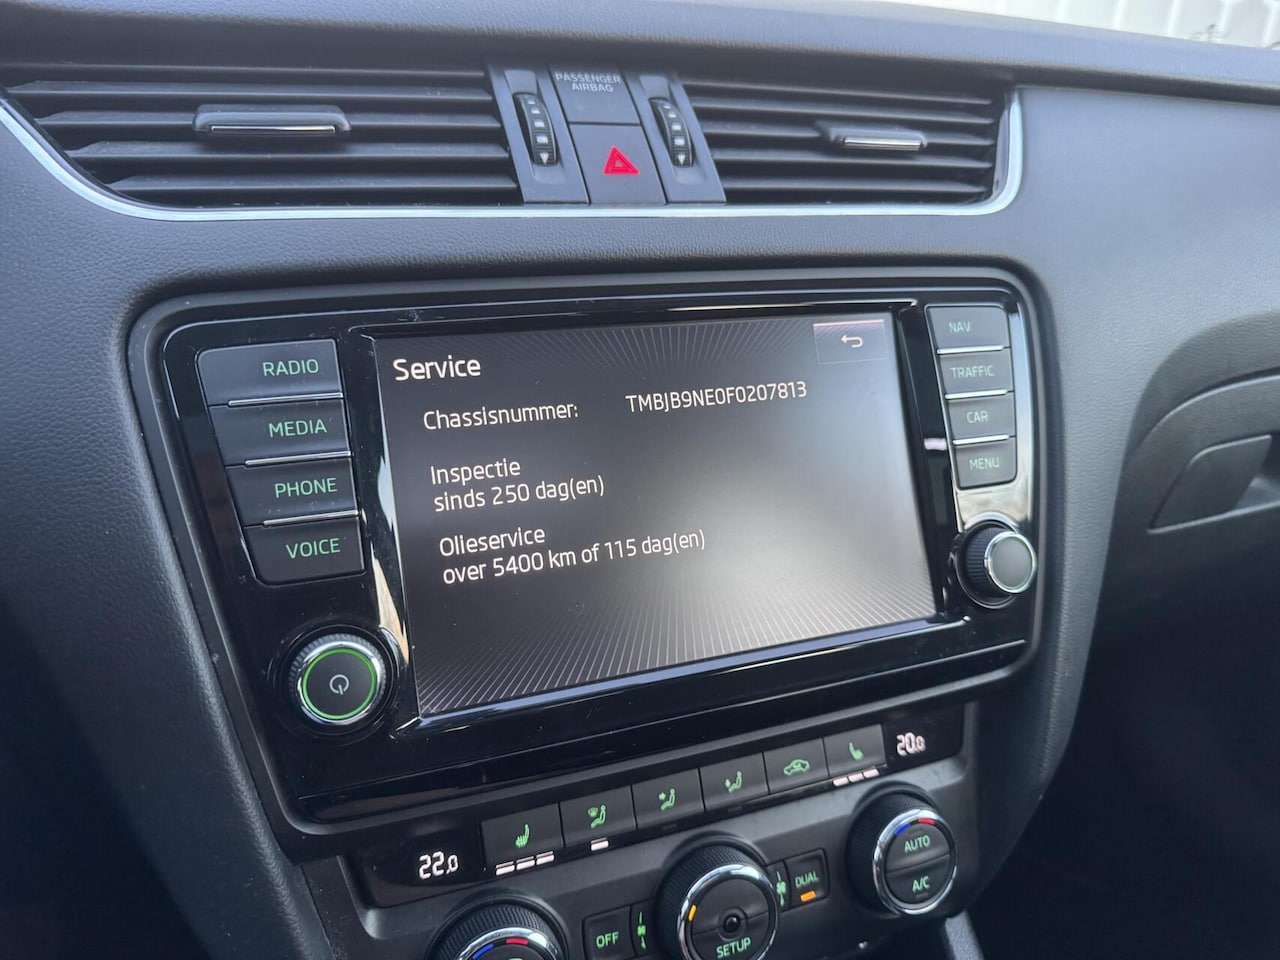 PASSENGER
AIRBAG
RADIO
MEDIA
PHONE
VOICE
Service
Chassisnummer: TMBJB9NE0F0207813
Inspectie
sinds 250 dag(en)
Olieservice
over 5400 km of 115 dag(en)
NAV
TRAFFIC
CAR
MENU
22.0
20.0
AUTO
A/C
DUAL
OFF
SETUP